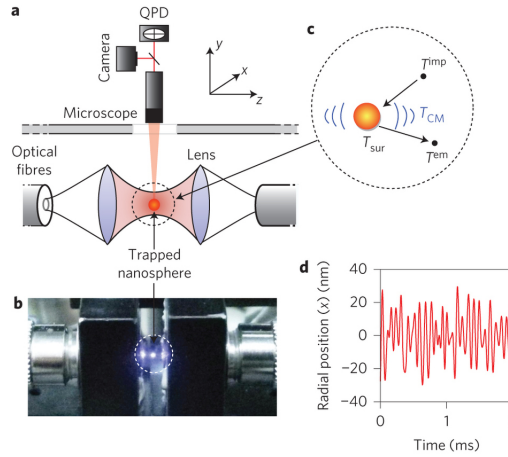 a
QPD
Camera
y
x
z
Microscope
Optical
fibres
Lens
Trapped
nanosphere
b
c
T^imp
T_CM
T_sur
T^em
d
Radial position (x) (nm)
40
20
0
−20
−40
0
1
Time (ms)